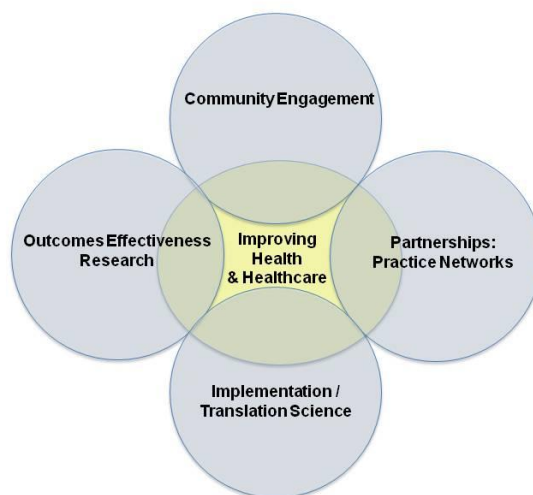 Community Engagement
Outcomes Effectiveness
Research
Improving
Health
& Healthcare
Partnerships:
Practice Networks
Implementation /
Translation Science